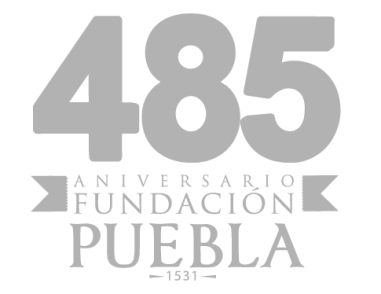 485
ANIVERSARIO
FUNDACIÓN
PUEBLA
1531